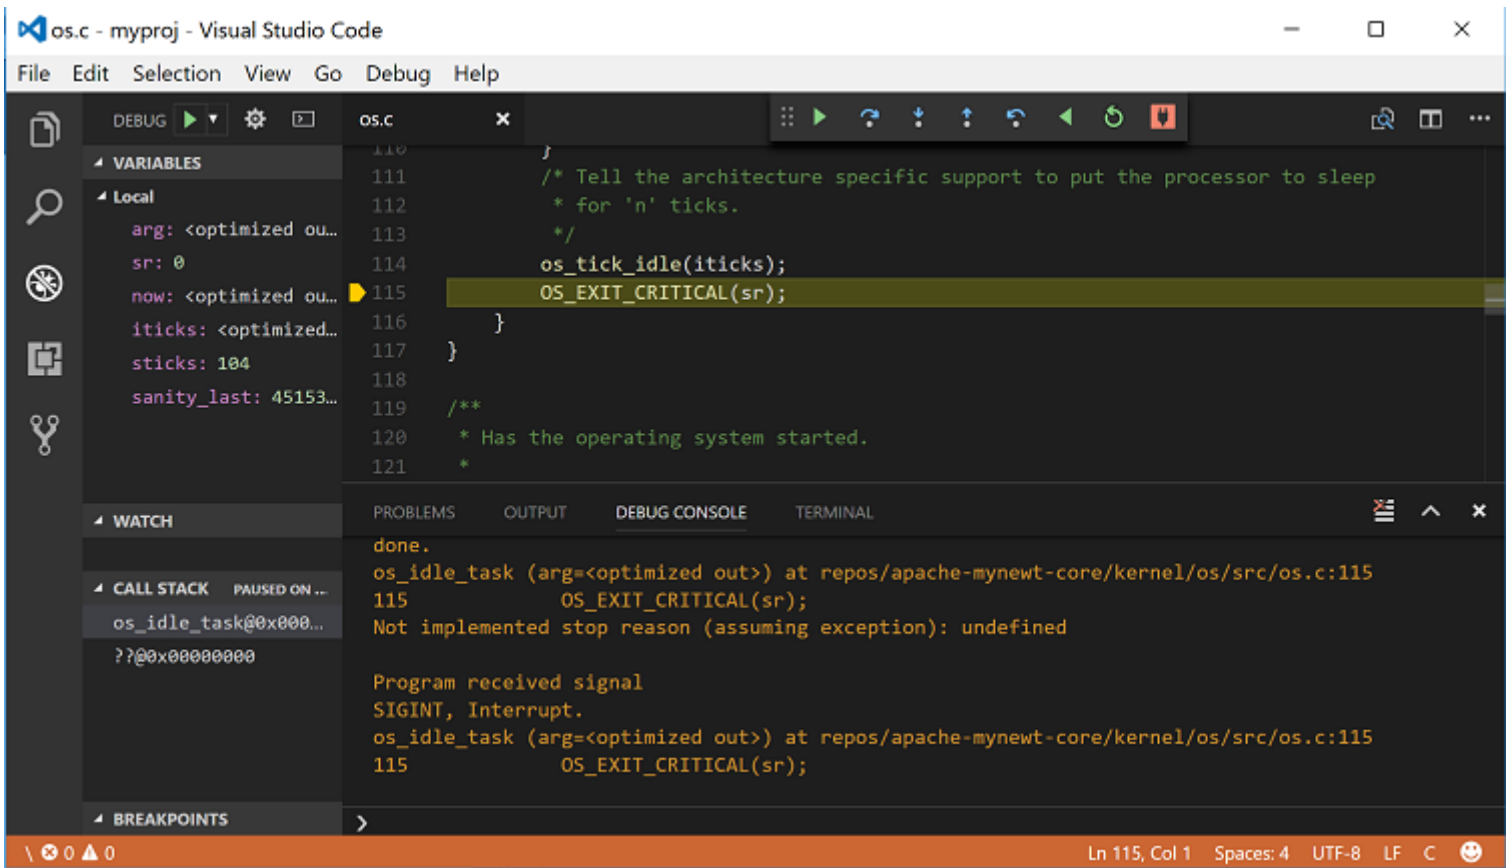 os.c - myproj - Visual Studio Code
File Edit Selection View Go Debug Help
DEBUG
os.c
VARIABLES
Local
arg: <optimized ou...
sr: 0
now: <optimized ou...
iticks: <optimized...
sticks: 104
sanity_last: 45153...
WATCH
CALL STACK PAUSED ON ...
os_idle_task@0x000...
??@0x00000000
BREAKPOINTS
110 }
111 /* Tell the architecture specific support to put the processor to sleep
112 * for 'n' ticks.
113 */
114 os_tick_idle(iticks);
115 OS_EXIT_CRITICAL(sr);
116 }
117 }
118
119 /**
120 * Has the operating system started.
121 *
PROBLEMS OUTPUT DEBUG CONSOLE TERMINAL
done.
os_idle_task (arg=<optimized out>) at repos/apache-mynewt-core/kernel/os/src/os.c:115
115 OS_EXIT_CRITICAL(sr);
Not implemented stop reason (assuming exception): undefined
Program received signal
SIGINT, Interrupt.
os_idle_task (arg=<optimized out>) at repos/apache-mynewt-core/kernel/os/src/os.c:115
115 OS_EXIT_CRITICAL(sr);
\ 0 0
Ln 115, Col 1 Spaces: 4 UTF-8 LF C